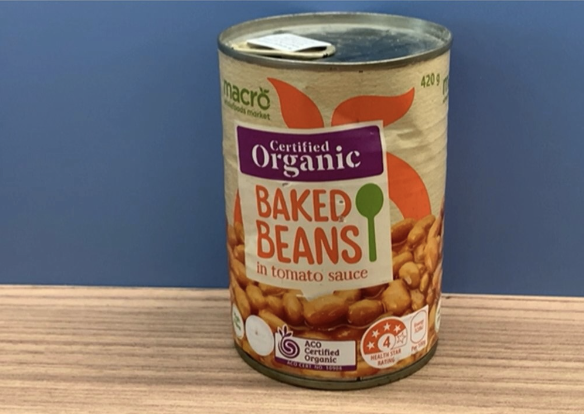 macro
wholefoods market
420 g
Certified
Organic
BAKED
BEANS
in tomato sauce
ACO
Certified
Organic
4
HEALTH STAR
RATING